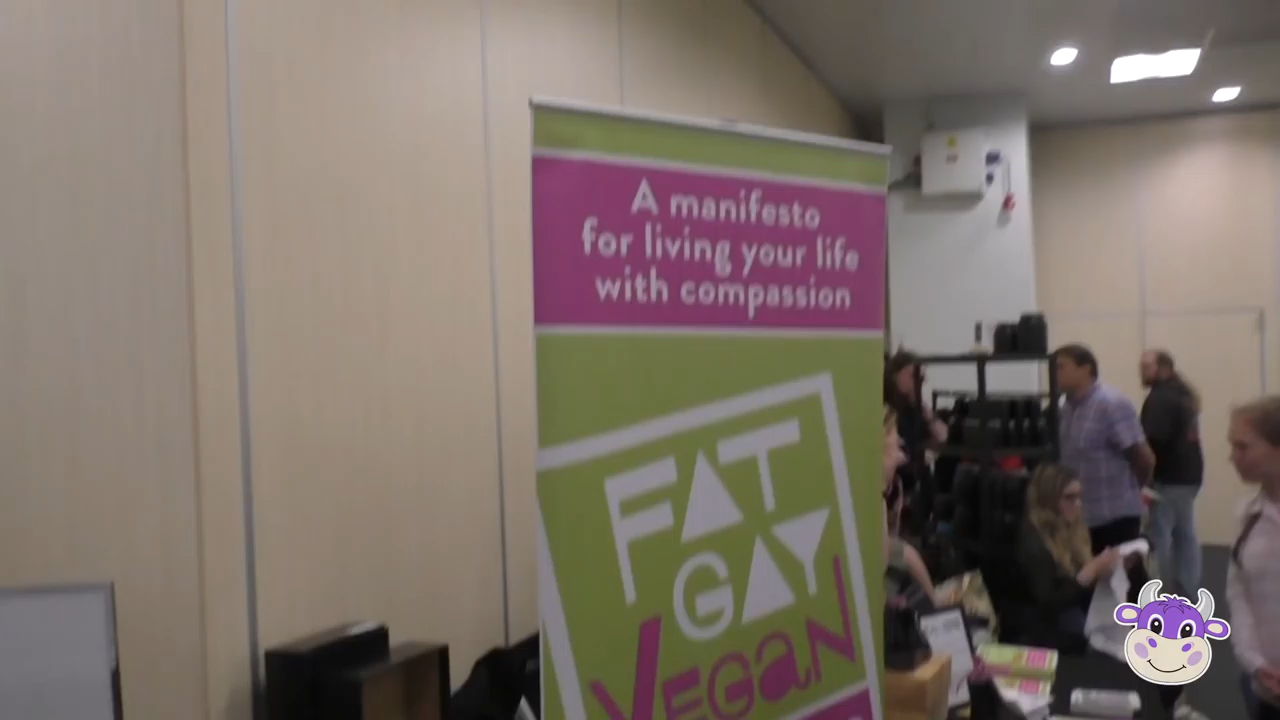 A manifesto
for living your life
with compassion
FAT
GAY
VEGaN